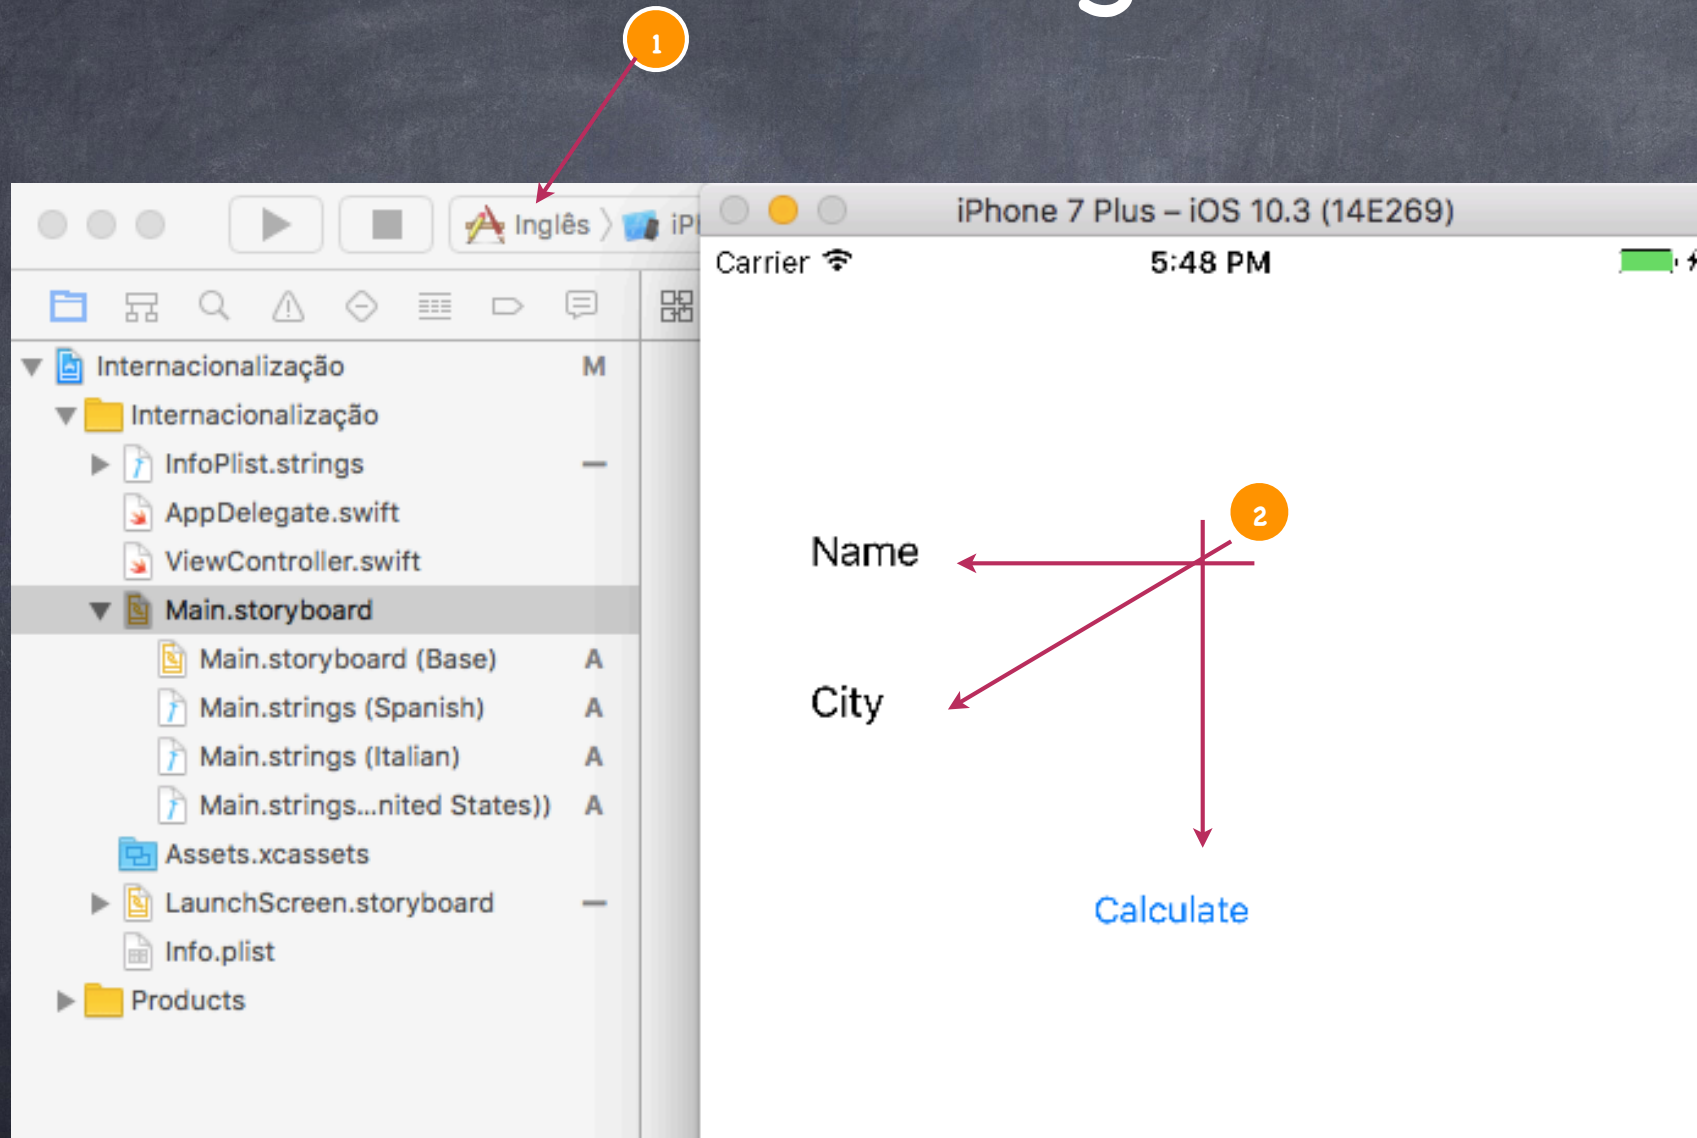 1
Inglês
iPhone 7 Plus – iOS 10.3 (14E269)
Carrier
5:48 PM
Internacionalização M
Internacionalização
InfoPlist.strings
AppDelegate.swift
ViewController.swift
Main.storyboard
Main.storyboard (Base) A
Main.strings (Spanish) A
Main.strings (Italian) A
Main.strings...nited States)) A
Assets.xcassets
LaunchScreen.storyboard
Info.plist
Products
2
Name
City
Calculate